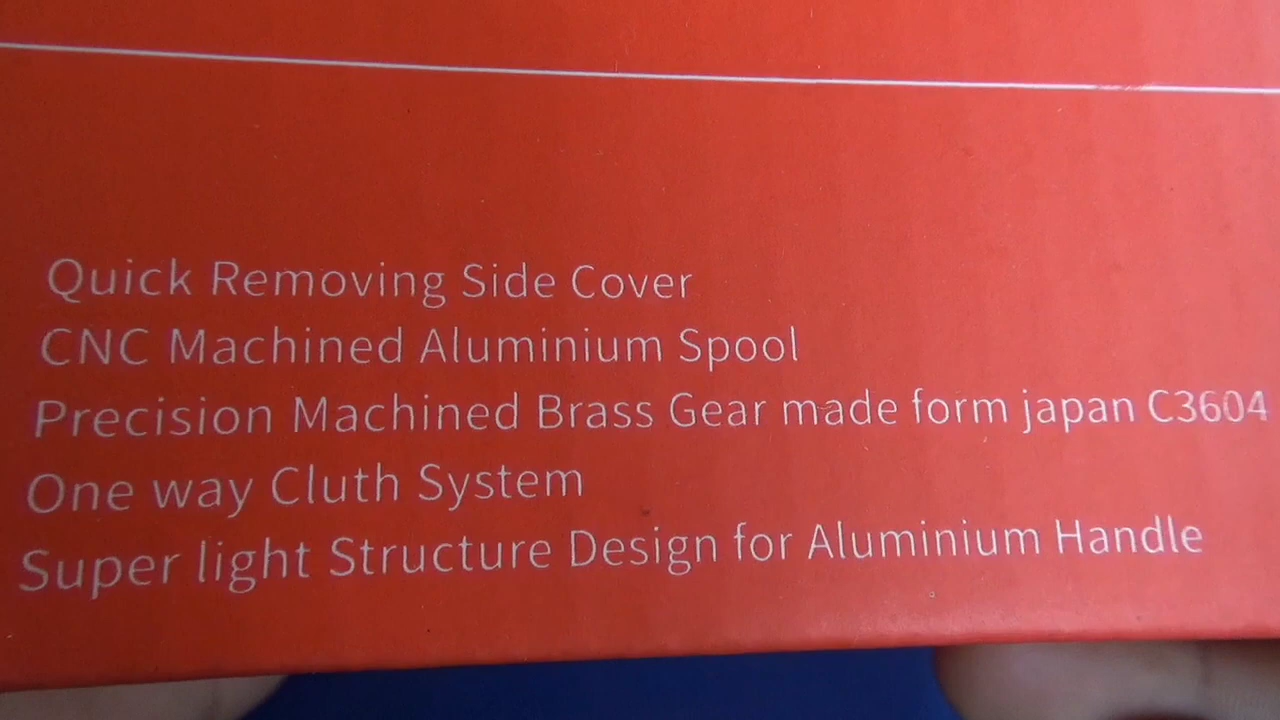 Quick Removing Side Cover
CNC Machined Aluminium Spool
Precision Machined Brass Gear made form japan C3604
One way Cluth System
Super light Structure Design for Aluminium Handle